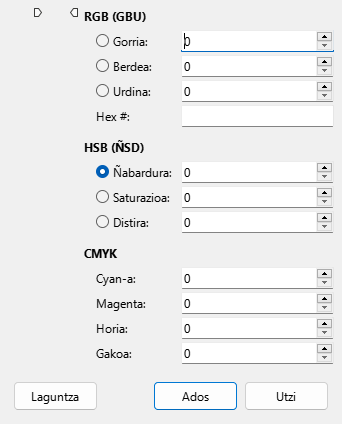 RGB (GBU)
Gorria: 0
Berdea: 0
Urdina: 0
Hex #:
HSB (ÑSD)
Ñabardura: 0
Saturazioa: 0
Distira: 0
CMYK
Cyan-a: 0
Magenta: 0
Horia: 0
Gakoa: 0
Laguntza Ados Utzi